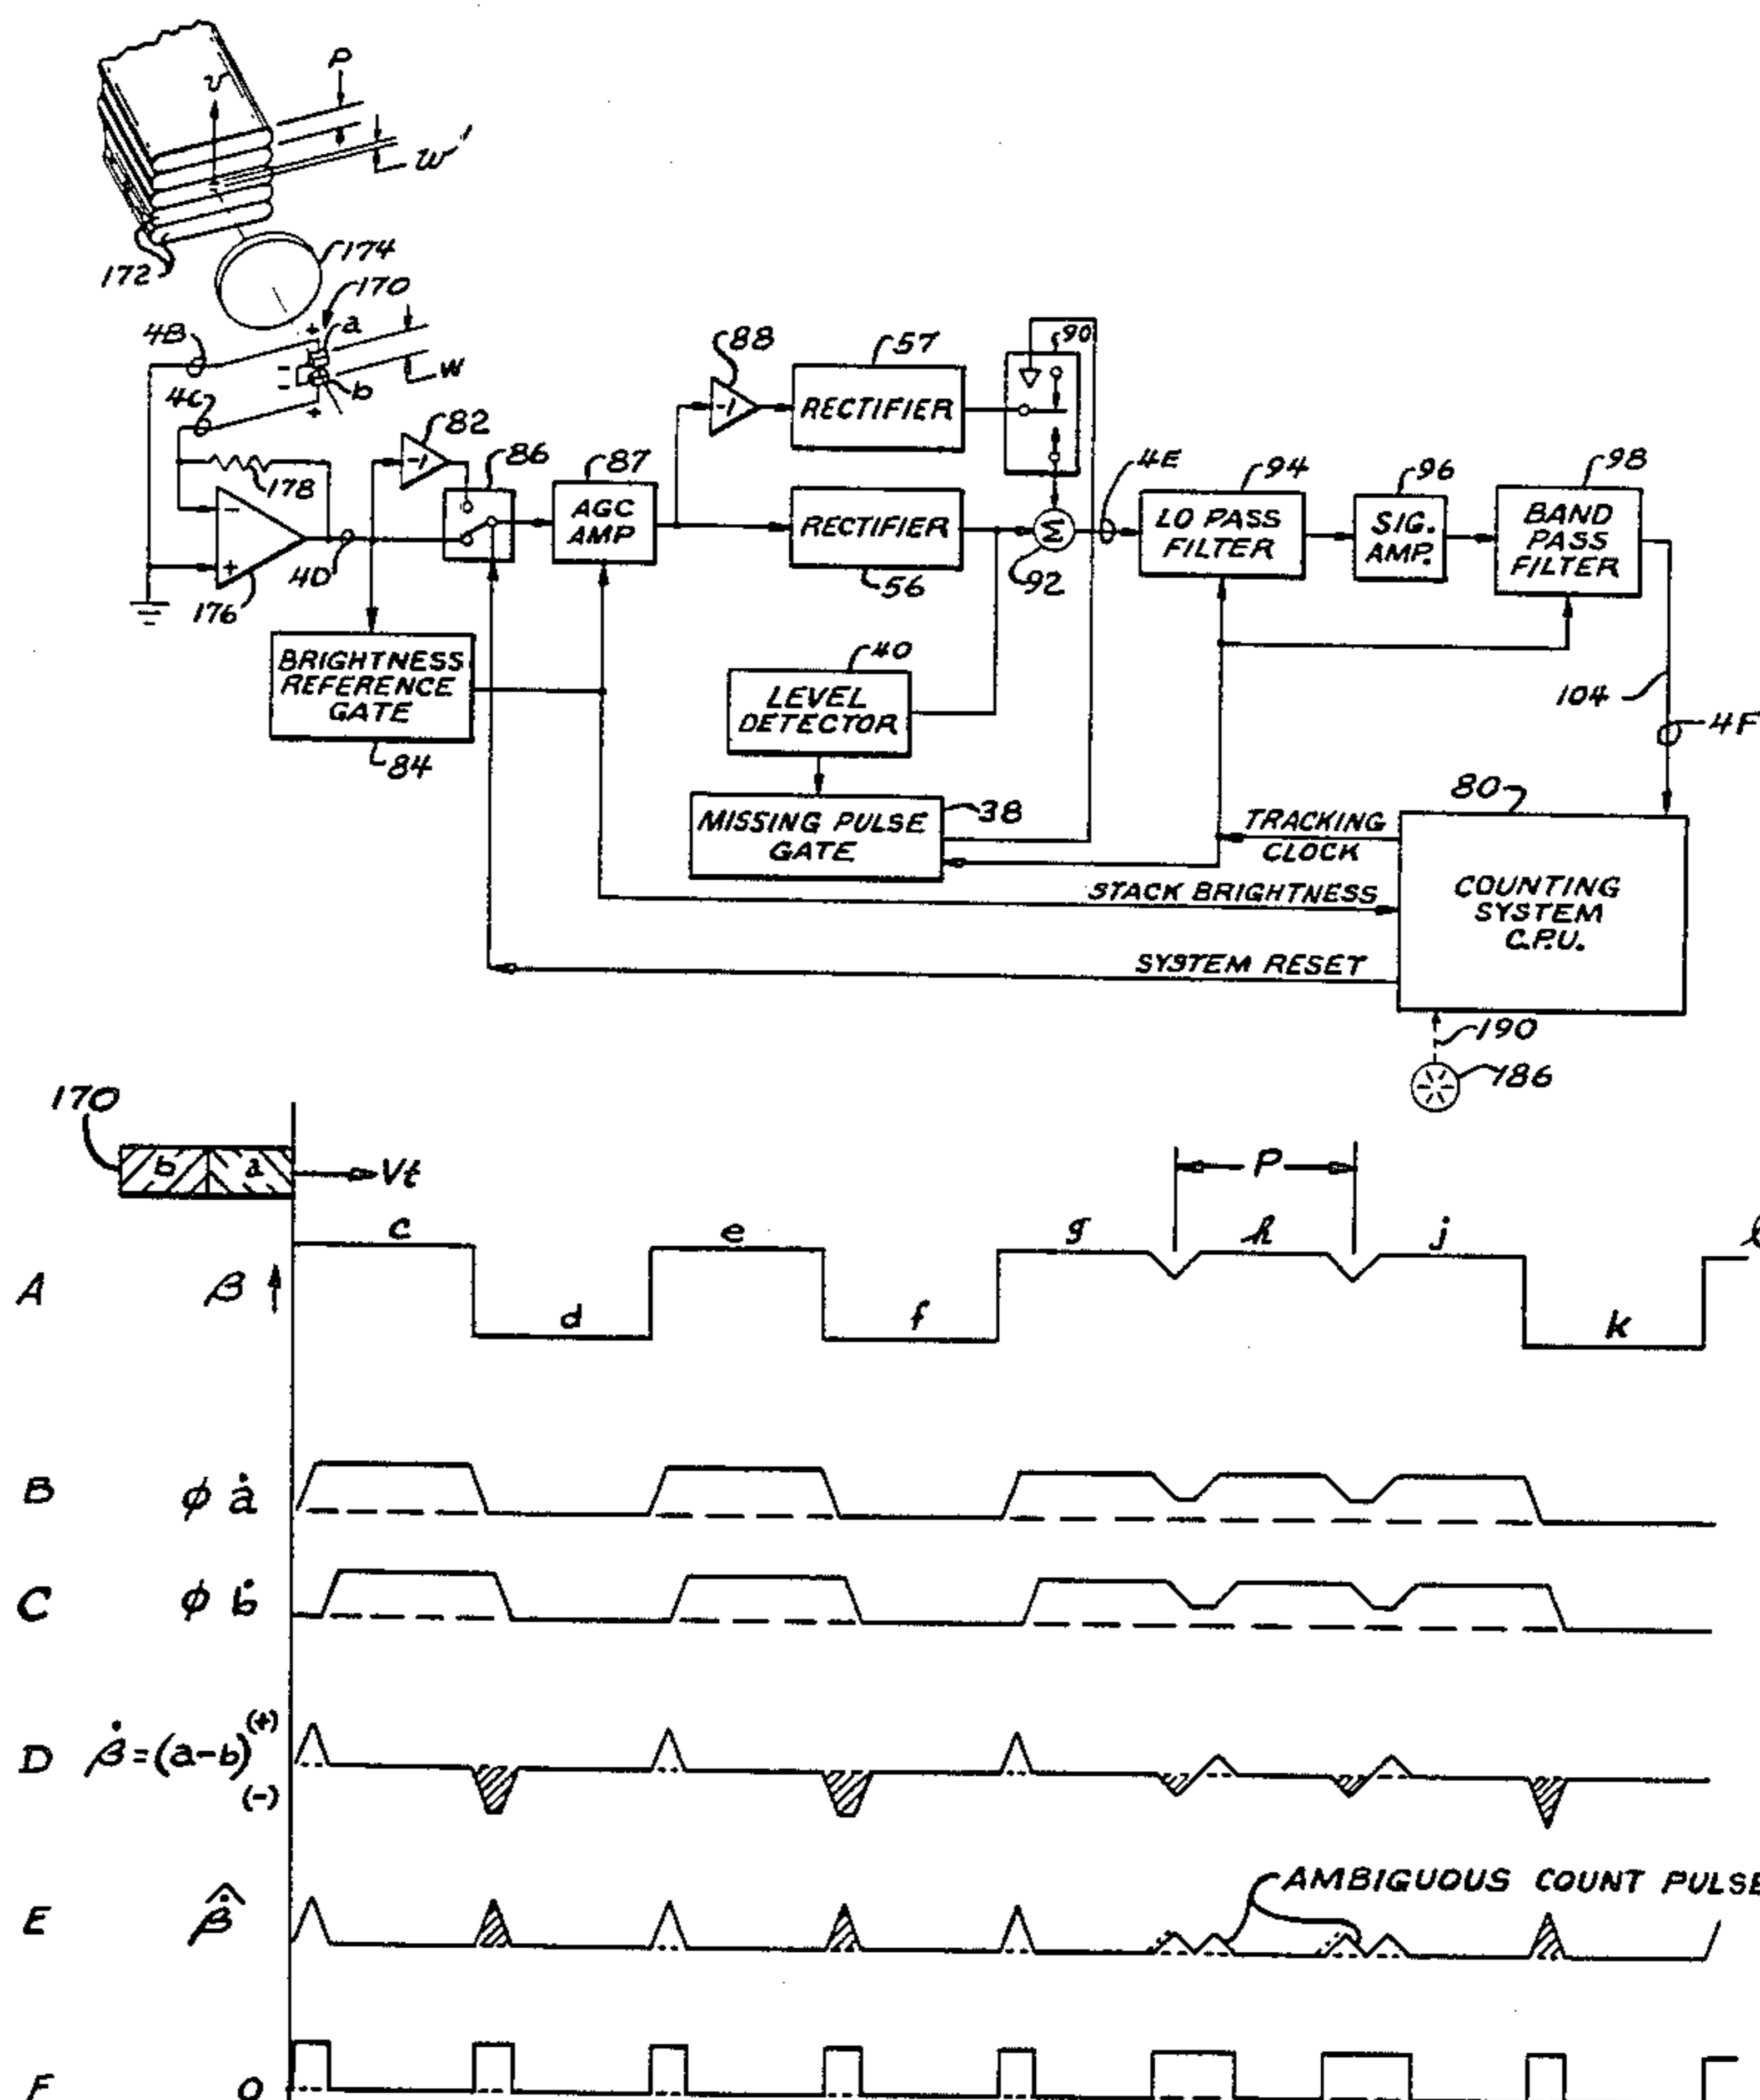 P
v
W'
172
174
170
4B
a
W
b
4C
+
-
-
+
82
-1
86
87
AGC
AMP
88
-1
57
RECTIFIER
90
178
-
+
176
4D
RECTIFIER
56
Σ
92
4E
94
LO PASS
FILTER
96
SIG.
AMP.
98
BAND
PASS
FILTER
BRIGHTNESS
REFERENCE
GATE
84
40
LEVEL
DETECTOR
104
4F
MISSING PULSE
GATE
38
80
TRACKING
CLOCK
STACK BRIGHTNESS
SYSTEM RESET
COUNTING
SYSTEM
C.P.U.
190
186
170
b a
Vt
P
c e g h j l
A β
d f k
B φ ȧ
C φ ḃ
D β̇=(a-b) (+)
(-)
AMBIGUOUS COUNT PULSE
E β̇̂
F 0